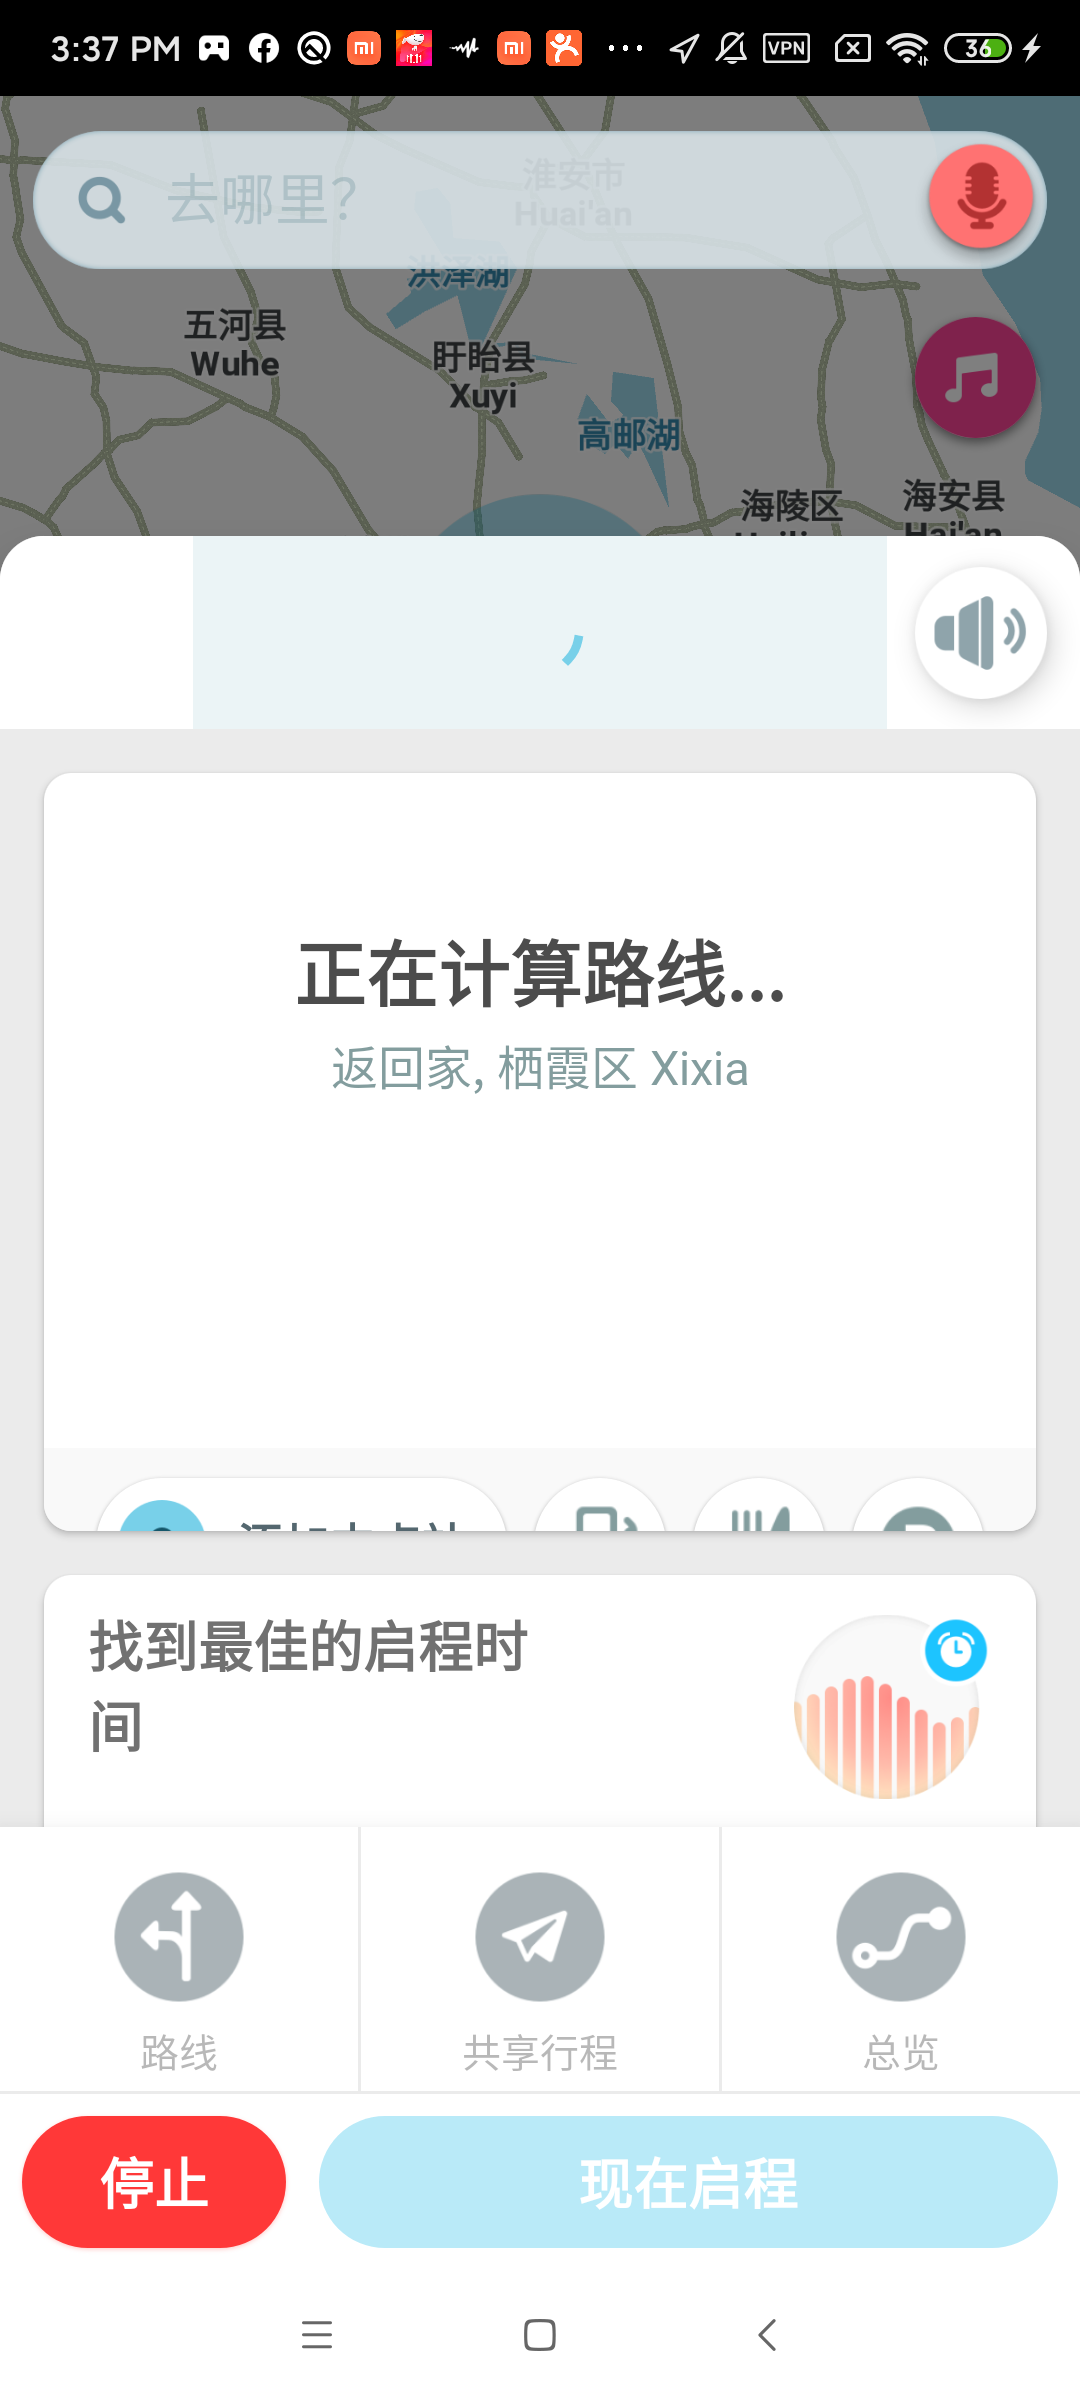 3:37 PM
VPN
36
去哪里?
淮安市
Huai'an
洪泽湖
五河县
Wuhe
盱眙县
Xuyi
高邮湖
海陵区
海安县
Hai'an
正在计算路线...
返回家, 栖霞区 Xixia
找到最佳的启程时
间
路线
共享行程
总览
停止
现在启程